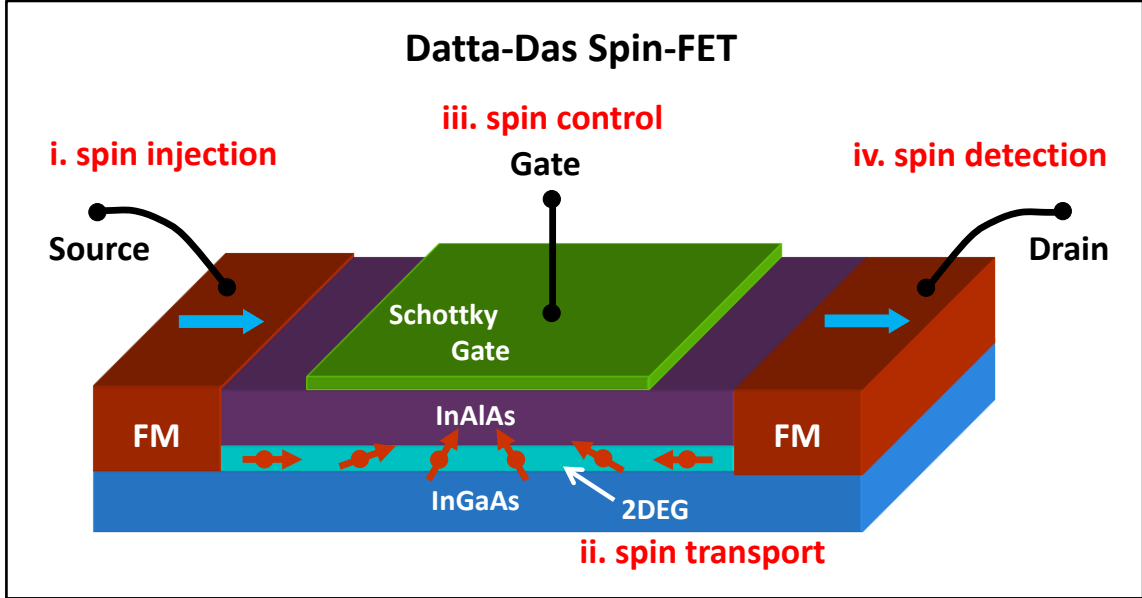 Datta-Das Spin-FET
iii. spin control
i. spin injection
Gate
iv. spin detection
Source
Drain
Schottky
Gate
InAlAs
FM
FM
InGaAs
2DEG
ii. spin transport